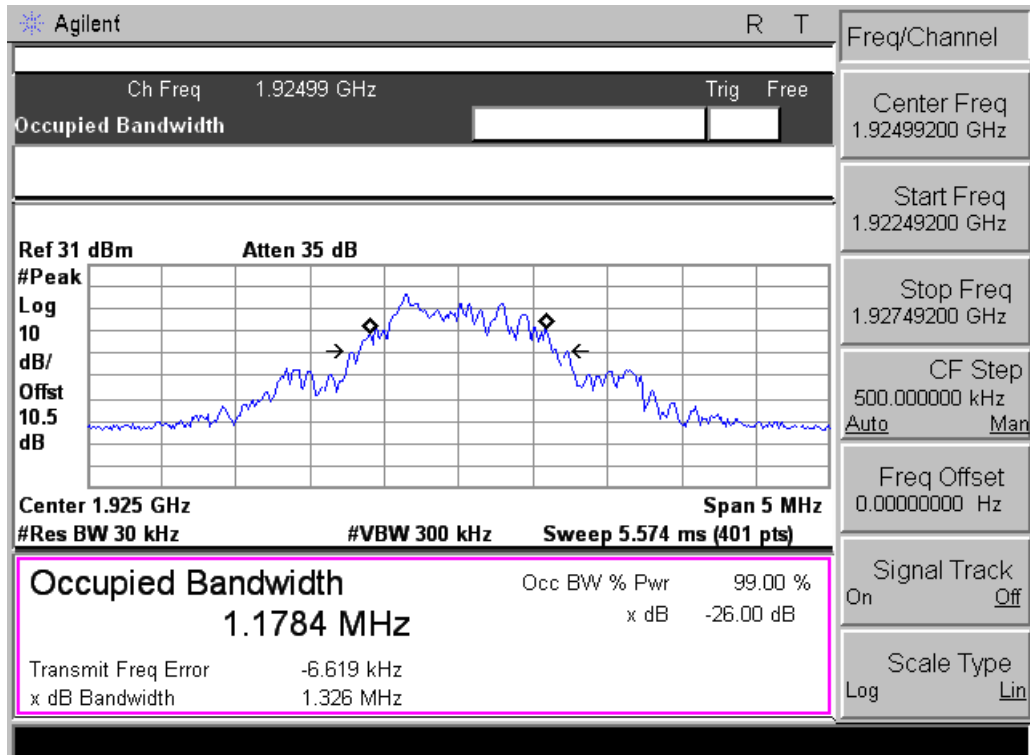 Agilent R T
Ch Freq 1.92499 GHz Trig Free
Occupied Bandwidth
Ref 31 dBm Atten 35 dB
#Peak
Log
10
dB/
Offst
10.5
dB
Center 1.925 GHz Span 5 MHz
#Res BW 30 kHz #VBW 300 kHz Sweep 5.574 ms (401 pts)
Occupied Bandwidth Occ BW % Pwr 99.00 %
1.1784 MHz x dB -26.00 dB
Transmit Freq Error -6.619 kHz
x dB Bandwidth 1.326 MHz
Freq/Channel
Center Freq
1.92499200 GHz
Start Freq
1.92249200 GHz
Stop Freq
1.92749200 GHz
CF Step
500.000000 kHz
Auto Man
Freq Offset
0.00000000 Hz
Signal Track
On Off
Scale Type
Log Lin